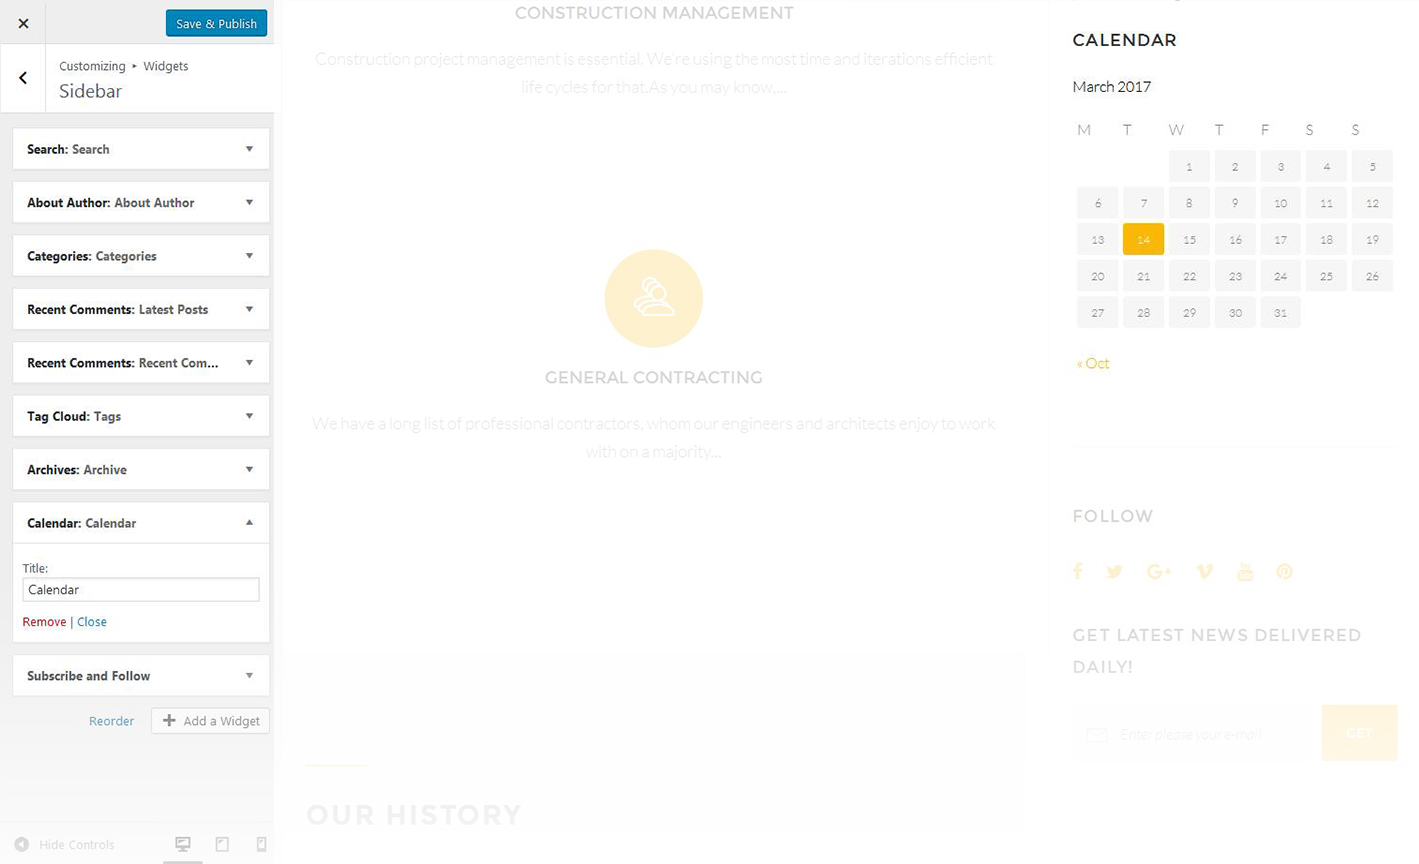 Save & Publish
Customizing ▸ Widgets
Sidebar
Search: Search
About Author: About Author
Categories: Categories
Recent Comments: Latest Posts
Recent Comments: Recent Com...
Tag Cloud: Tags
Archives: Archive
Calendar: Calendar
Title:
Calendar
Remove | Close
Subscribe and Follow
Reorder
Add a Widget
Hide Controls
CONSTRUCTION MANAGEMENT
Construction project management is essential. We're using the most time and iterations efficient
life cycles for that.As you may know,...
GENERAL CONTRACTING
We have a long list of professional contractors, whom our engineers and architects enjoy to work
with on a majority...
OUR HISTORY
CALENDAR
March 2017
M T W T F S S
1 2 3 4 5
6 7 8 9 10 11 12
13 14 15 16 17 18 19
20 21 22 23 24 25 26
27 28 29 30 31
« Oct
FOLLOW
GET LATEST NEWS DELIVERED
DAILY!
Enter please your e-mail
GET